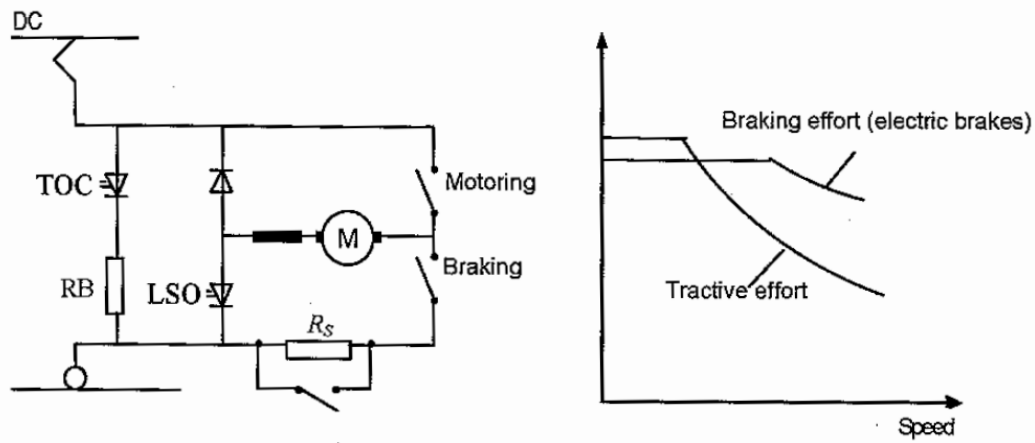 DC
TOC
RB
LSO
M
Motoring
Braking
R_S
Braking effort (electric brakes)
Tractive effort
Speed